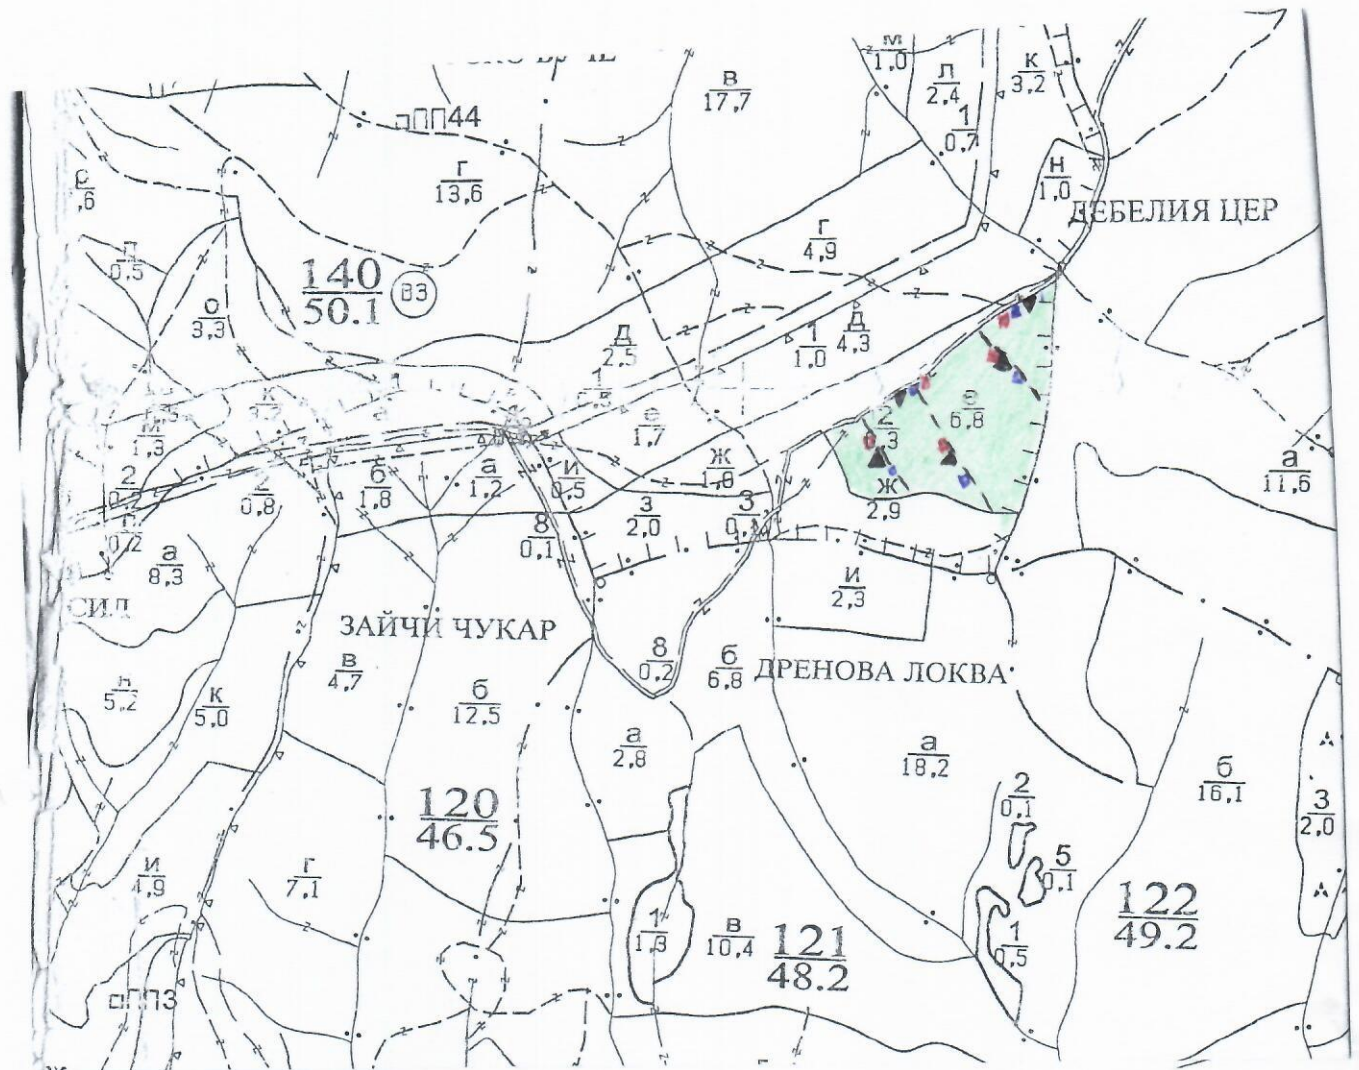 в
17,7
м
1,0
л
2,4
к
3,2
1
0,7
пПП44
г
13,6
н
1,0
ДЕБЕЛИЯ ЦЕР
г
4,9
0,5
140
50.1
ВЗ
о
3,3
д
2,5
1
1,0
д
4,3
е
1,7
е
6,8
2
м
1,3
2
0,8
б
1,8
а
1,2
и
0,5
ж
1,8
з
2,0
3
ж
2,9
а
11,6
8
0,1
0,2
а
8,3
и
2,3
СИЛ
ЗАЙЧИ ЧУКАР
в
4,7
8
0,2
б
6,8
ДРЕНОВА ЛОКВА
н
5,2
к
5,0
б
12,5
а
2,8
а
18,2
б
16,1
120
46.5
2
0,1
3
2,0
5
0,1
и
г
7,1
1
1,3
в
10,4
121
48.2
1
0,5
122
49.2
пПП3